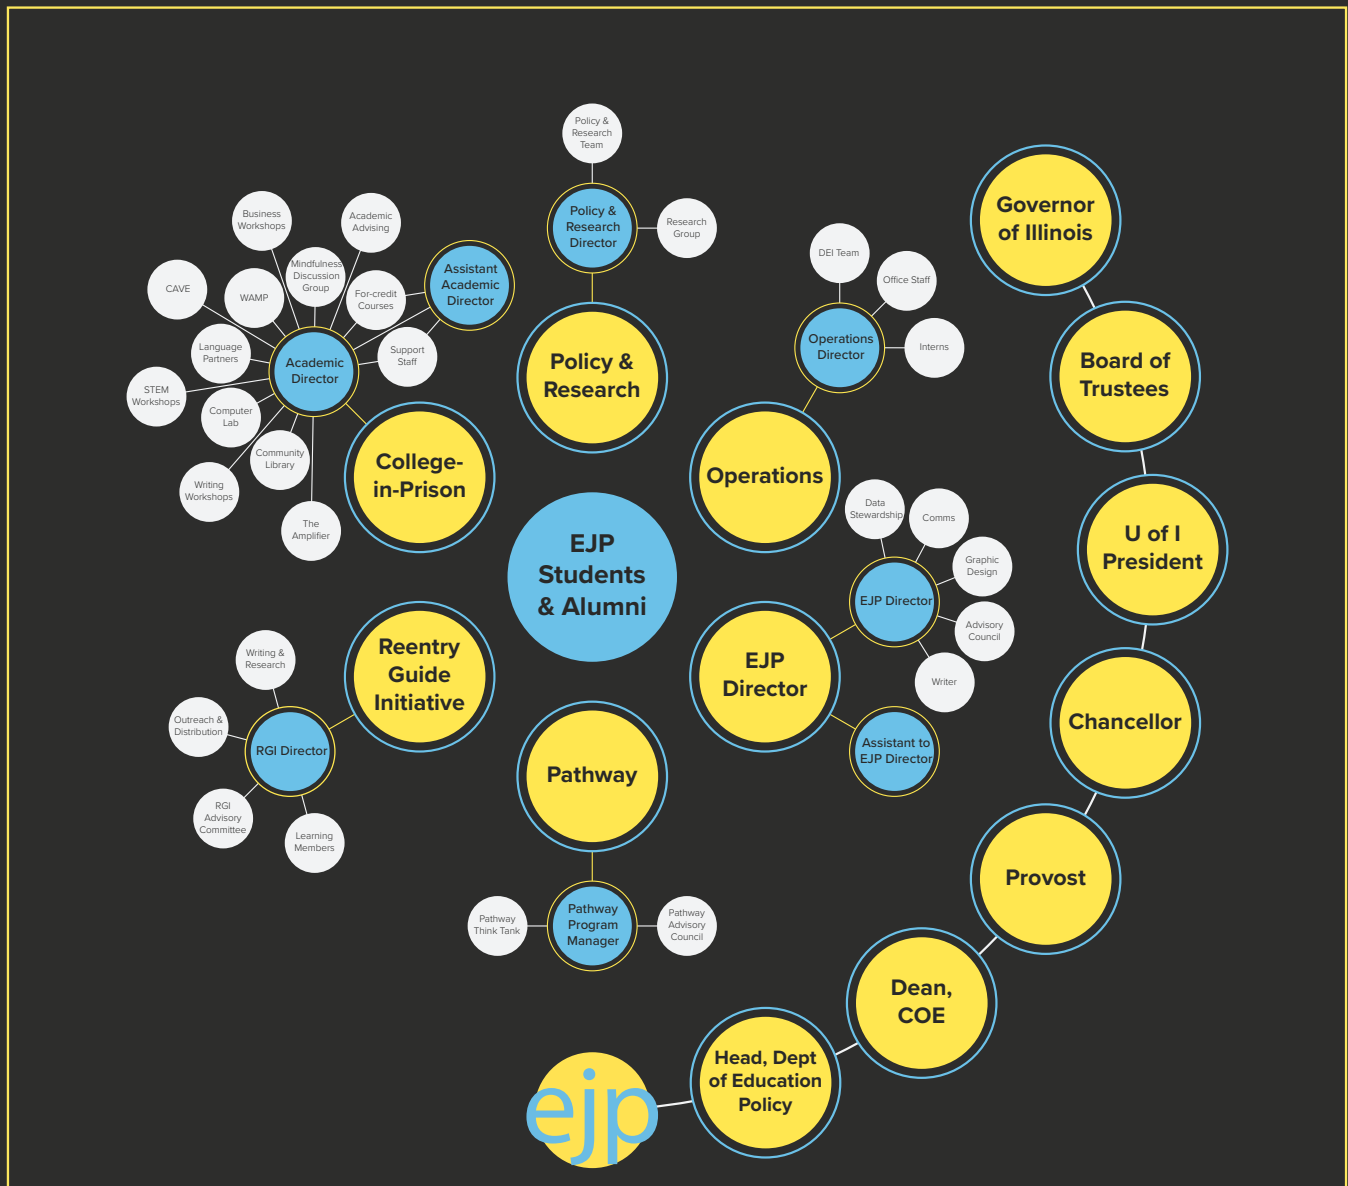 Policy &
Research
Team
Policy &
Research
Director
Research
Group
Policy &
Research
Business
Workshops
Academic
Advising
Mindfulness
Discussion
Group
CAVE
WAMP
For-credit
Courses
Assistant
Academic
Director
Language
Partners
Academic
Director
Support
Staff
STEM
Workshops
Computer
Lab
Community
Library
Writing
Workshops
The
Amplifier
College-
in-Prison
DEI Team
Office Staff
Operations
Director
Interns
Operations
Governor
of Illinois
Board of
Trustees
U of I
President
Chancellor
Provost
Dean,
COE
Head, Dept
of Education
Policy
ejp
EJP
Students
& Alumni
Data
Stewardship
Comms
Graphic
Design
EJP Director
Advisory
Council
Writer
EJP
Director
Assistant to
EJP Director
Reentry
Guide
Initiative
Writing &
Research
Outreach &
Distribution
RGI Director
RGI
Advisory
Committee
Learning
Members
Pathway
Pathway
Think Tank
Pathway
Program
Manager
Pathway
Advisory
Council